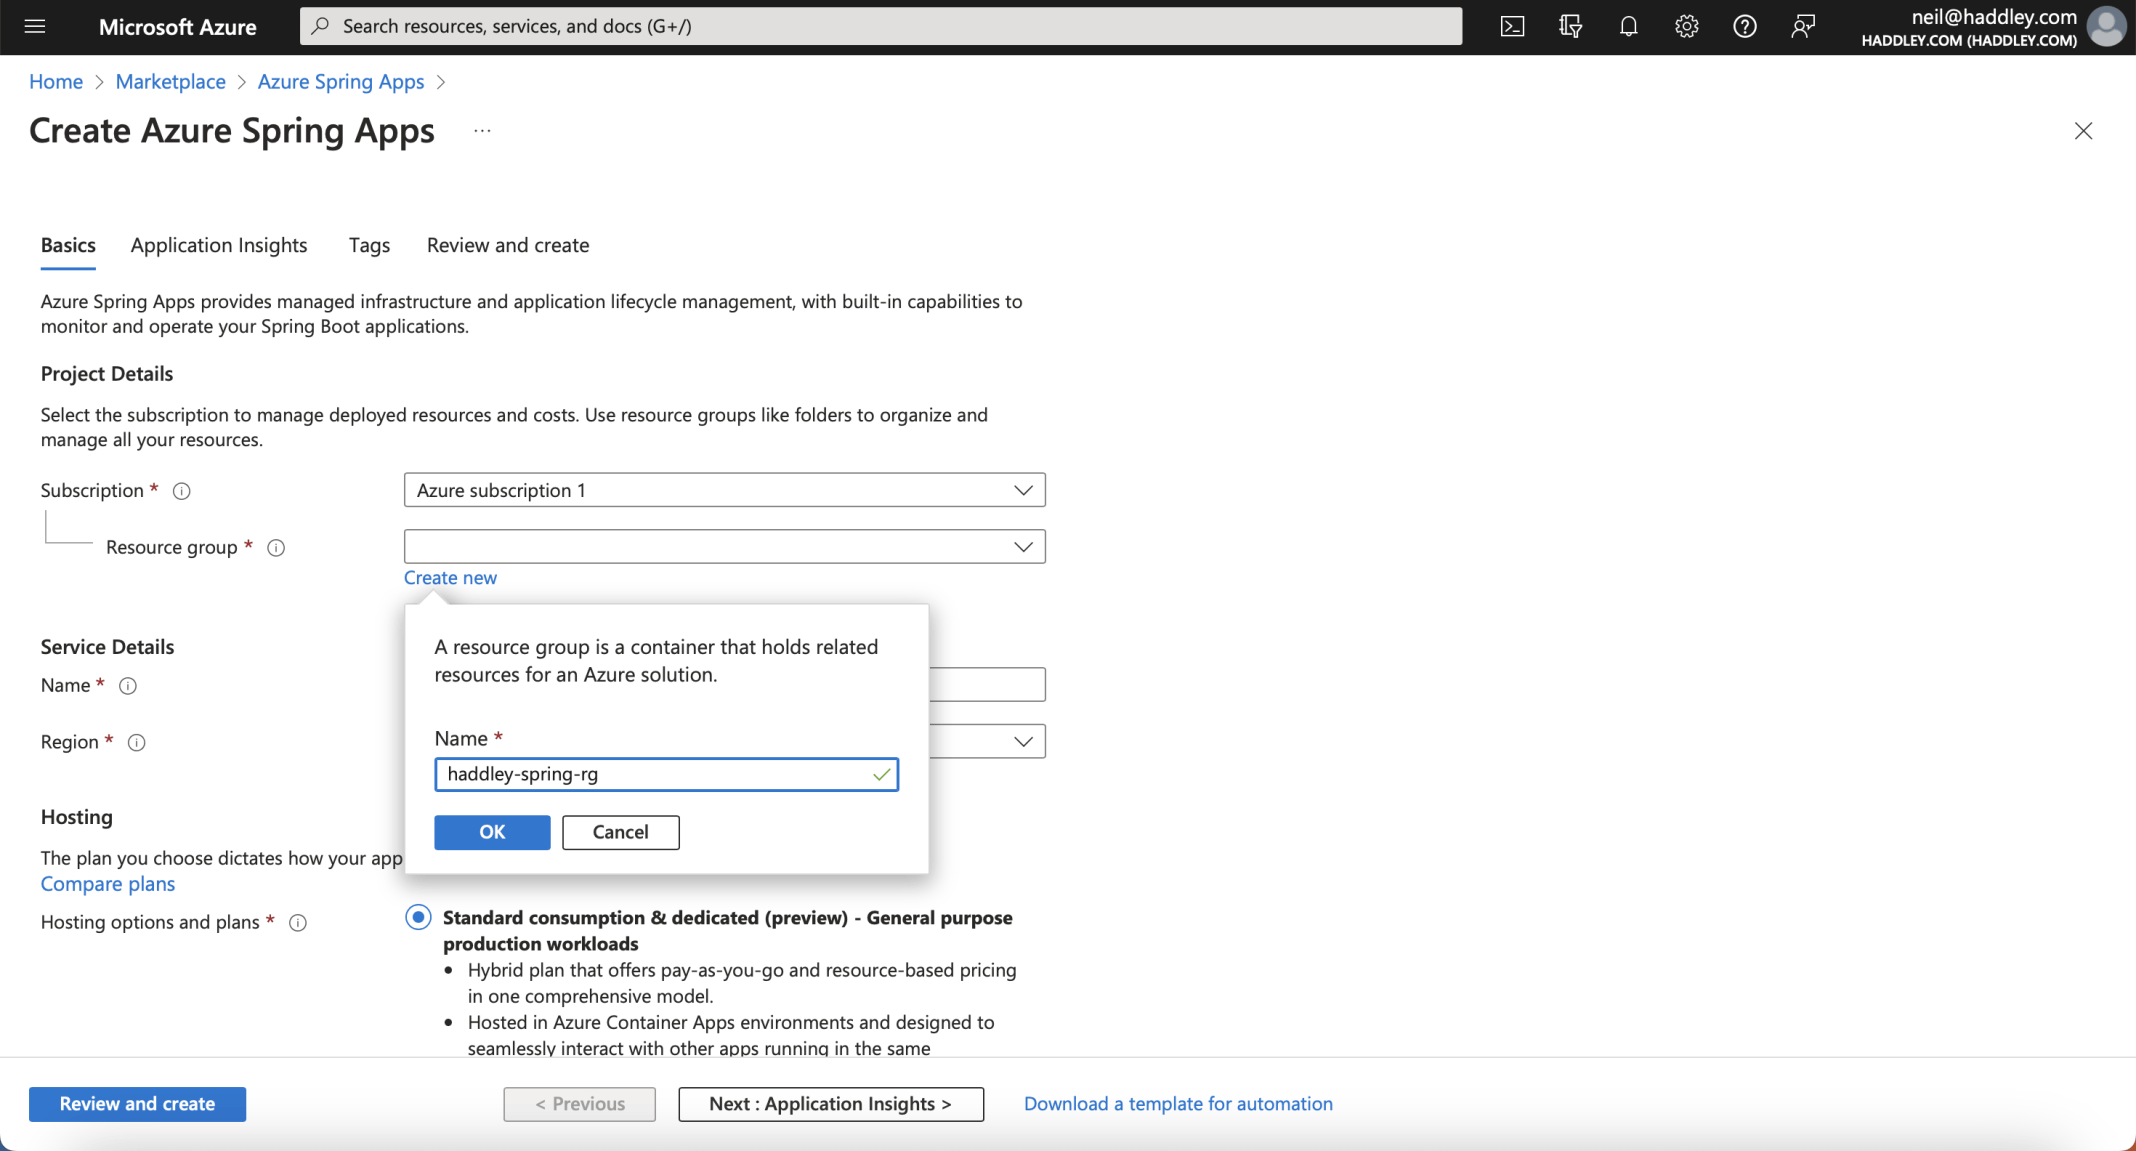 Microsoft Azure
Search resources, services, and docs (G+/)
neil@haddley.com
HADDLEY.COM (HADDLEY.COM)
Home > Marketplace > Azure Spring Apps >
Create Azure Spring Apps ...
Basics Application Insights Tags Review and create
Azure Spring Apps provides managed infrastructure and application lifecycle management, with built-in capabilities to
monitor and operate your Spring Boot applications.
Project Details
Select the subscription to manage deployed resources and costs. Use resource groups like folders to organize and
manage all your resources.
Subscription *
Azure subscription 1
Resource group *
Create new
A resource group is a container that holds related
resources for an Azure solution.
Name *
haddley-spring-rg
OK Cancel
Service Details
Name *
Region *
Hosting
The plan you choose dictates how your app
Compare plans
Hosting options and plans *
Standard consumption & dedicated (preview) - General purpose
production workloads
• Hybrid plan that offers pay-as-you-go and resource-based pricing
in one comprehensive model.
• Hosted in Azure Container Apps environments and designed to
seamlessly interact with other apps running in the same
Review and create
< Previous
Next : Application Insights >
Download a template for automation